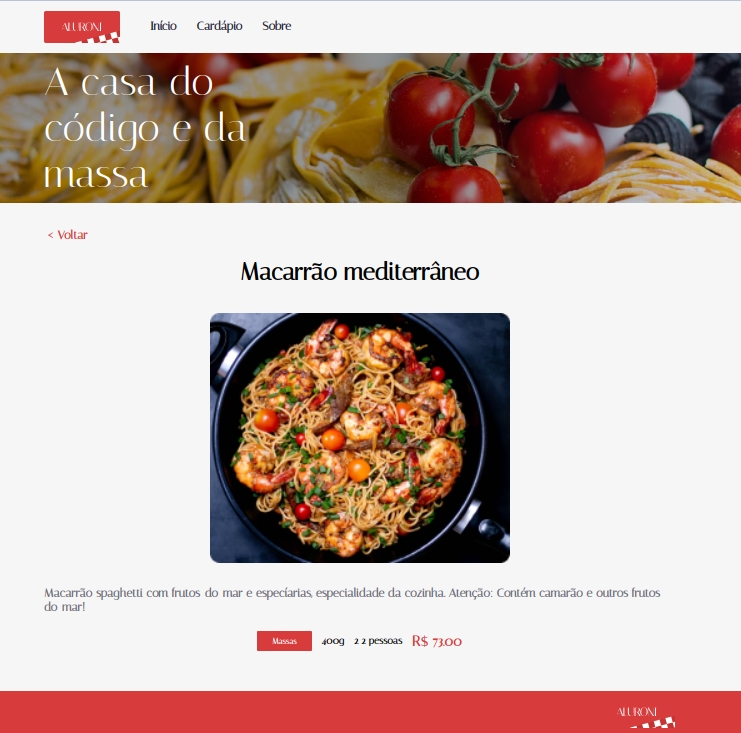 ALURONI
Início Cardápio Sobre
A casa do
código e da
massa
< Voltar
Macarrão mediterrâneo
Macarrão spaghetti com frutos do mar e especíarias, especialidade da cozinha. Atenção: Contém camarão e outros frutos
do mar!
Massas 400g 2 2 pessoas R$ 73.00
ALURONI